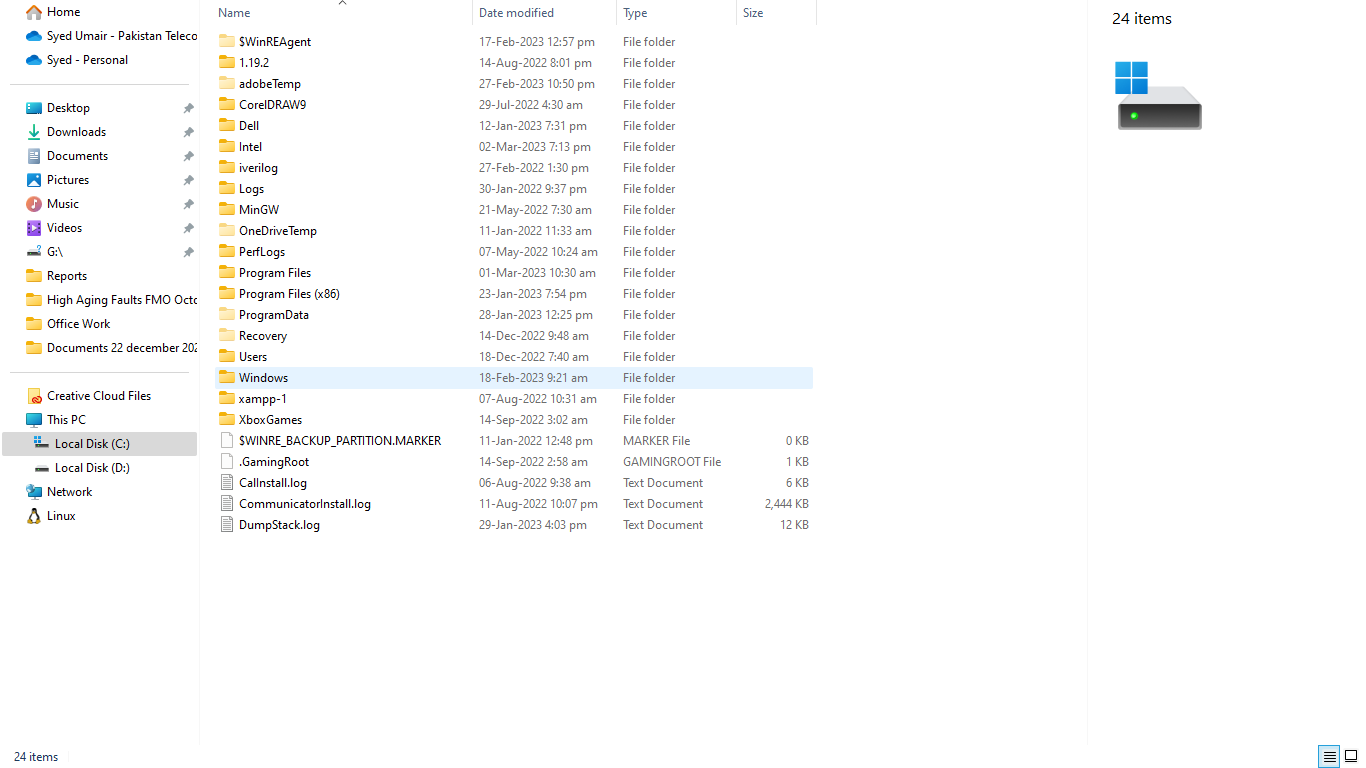 Home
Syed Umair - Pakistan Teleco
Syed - Personal
Desktop
Downloads
Documents
Pictures
Music
Videos
G:\
Reports
High Aging Faults FMO Octo
Office Work
Documents 22 december 202
Creative Cloud Files
This PC
Local Disk (C:)
Local Disk (D:)
Network
Linux
Name Date modified Type Size
$WinREAgent 17-Feb-2023 12:57 pm File folder
1.19.2 14-Aug-2022 8:01 pm File folder
adobeTemp 27-Feb-2023 10:50 pm File folder
CorelDRAW9 29-Jul-2022 4:30 am File folder
Dell 12-Jan-2023 7:31 pm File folder
Intel 02-Mar-2023 7:13 pm File folder
iverilog 27-Feb-2022 1:30 pm File folder
Logs 30-Jan-2022 9:37 pm File folder
MinGW 21-May-2022 7:30 am File folder
OneDriveTemp 11-Jan-2022 11:33 am File folder
PerfLogs 07-May-2022 10:24 am File folder
Program Files 01-Mar-2023 10:30 am File folder
Program Files (x86) 23-Jan-2023 7:54 pm File folder
ProgramData 28-Jan-2023 12:25 pm File folder
Recovery 14-Dec-2022 9:48 am File folder
Users 18-Dec-2022 7:40 am File folder
Windows 18-Feb-2023 9:21 am File folder
xampp-1 07-Aug-2022 10:31 am File folder
XboxGames 14-Sep-2022 3:02 am File folder
$WINRE_BACKUP_PARTITION.MARKER 11-Jan-2022 12:48 pm MARKER File 0 KB
.GamingRoot 14-Sep-2022 2:58 am GAMINGROOT File 1 KB
CallInstall.log 06-Aug-2022 9:38 am Text Document 6 KB
CommunicatorInstall.log 11-Aug-2022 10:07 pm Text Document 2,444 KB
DumpStack.log 29-Jan-2023 4:03 pm Text Document 12 KB
24 items
24 items